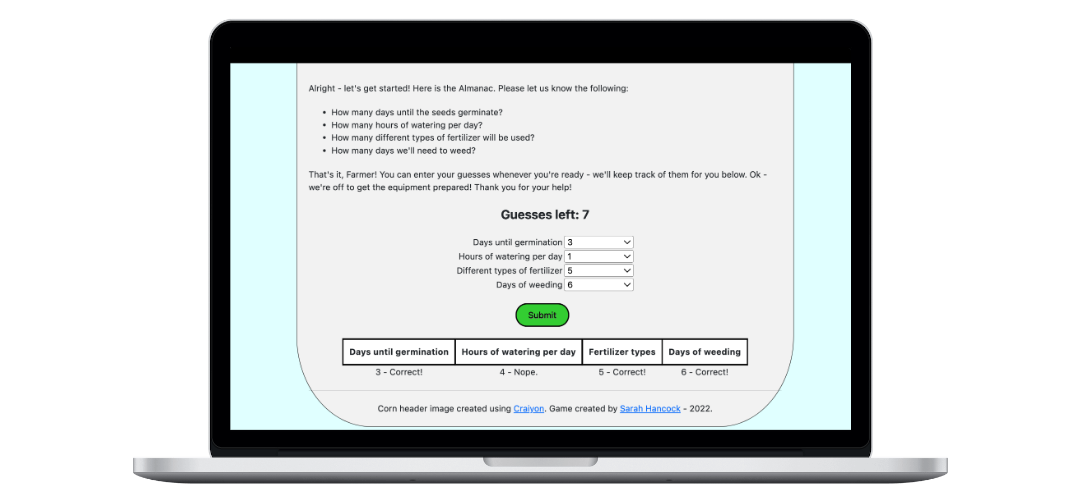 Alright - let's get started! Here is the Almanac. Please let us know the following:
• How many days until the seeds germinate?
• How many hours of watering per day?
• How many different types of fertilizer will be used?
• How many days we'll need to weed?
That's it, Farmer! You can enter your guesses whenever you're ready - we'll keep track of them for you below. Ok -
we're off to get the equipment prepared! Thank you for your help!
Guesses left: 7
Days until germination 3
Hours of watering per day 1
Different types of fertilizer 5
Days of weeding 6
Submit
Days until germination Hours of watering per day Fertilizer types Days of weeding
3 - Correct! 4 - Nope. 5 - Correct! 6 - Correct!
Corn header image created using Craiyon. Game created by Sarah Hancock - 2022.